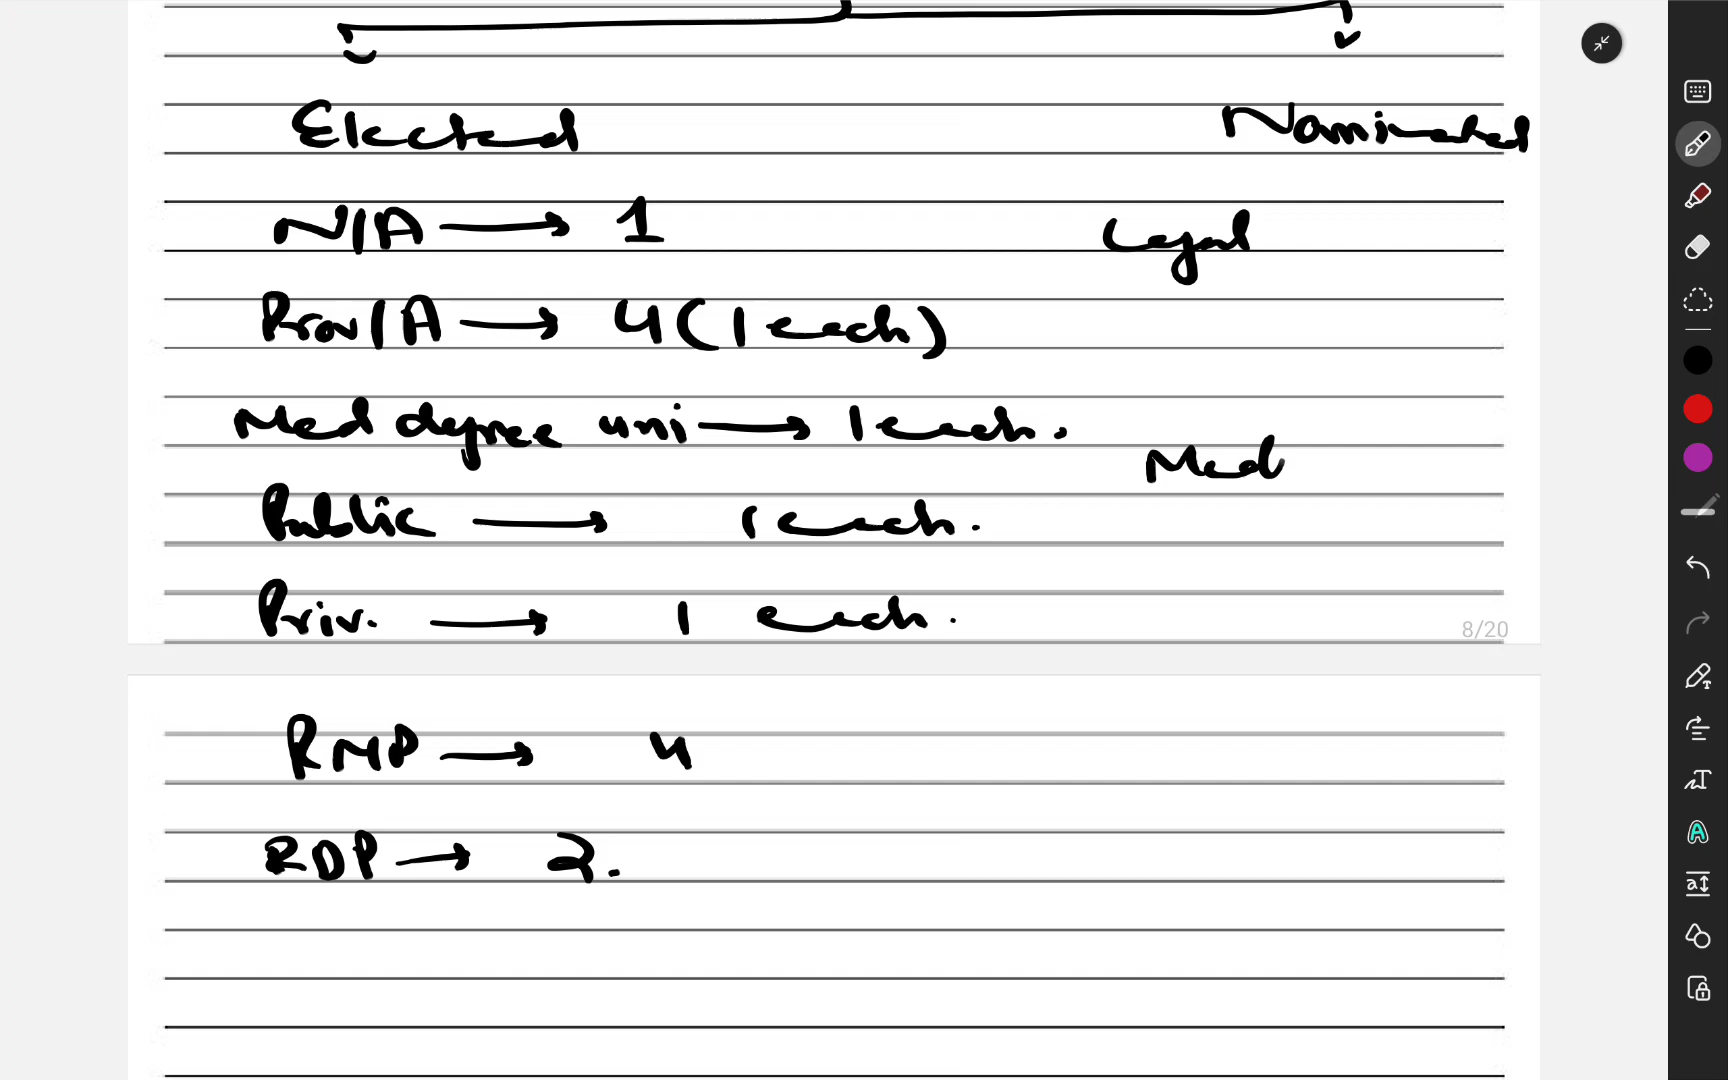 Elected Nominated
N/A → 1 Legal
Prov/A → 4 (1 each)
Med degree uni → 1 each.
Med
Public → 1 each.
Priv. → 1 each.
8/20
RMP → 4
RDP → 2.